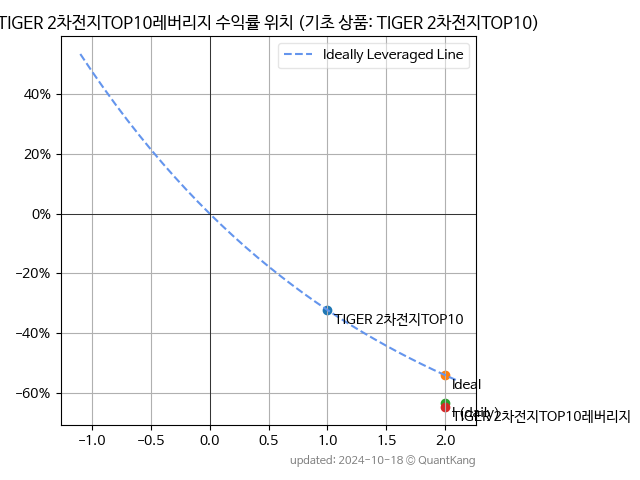 TIGER 2차전지TOP10레버리지 수익률 위치 (기초 상품: TIGER 2차전지TOP10)
Ideally Leveraged Line
40%
20%
0%
−20%
TIGER 2차전지TOP10
−40%
Ideal
−60%
TIGER 2차전지TOP10레버리지
−1.0 −0.5 0.0 0.5 1.0 1.5 2.0
updated: 2024-10-18 © QuantKang